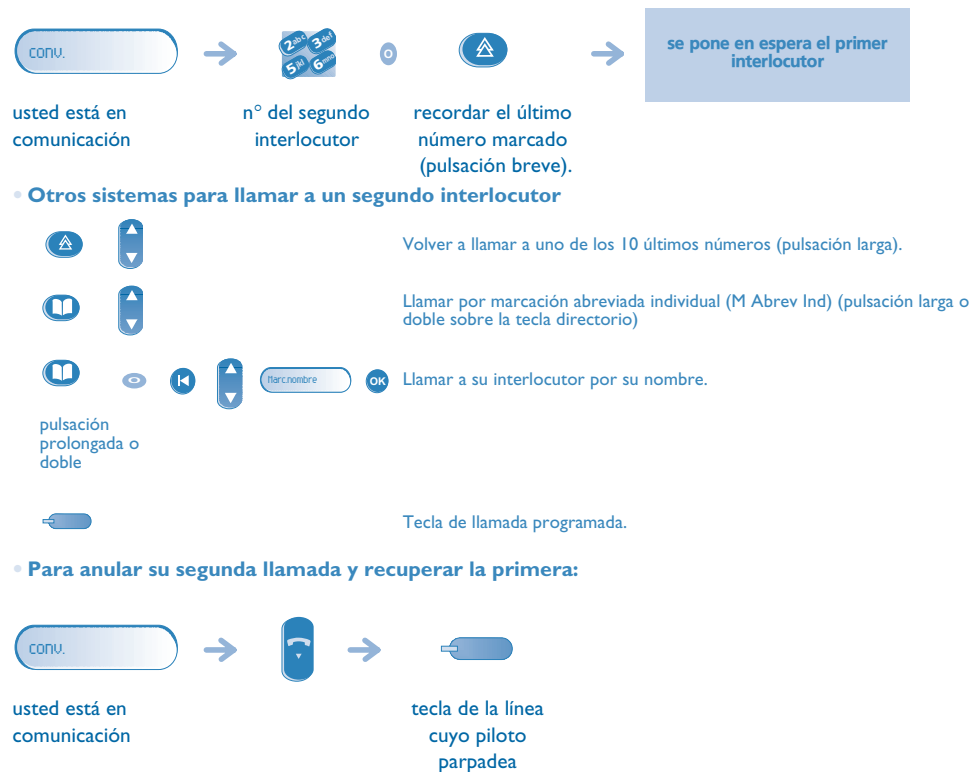 conv.
2abc 3def
5jkl 6mno
o
se pone en espera el primer
interlocutor
usted está en
comunicación
n° del segundo
interlocutor
recordar el último
número marcado
(pulsación breve).
• Otros sistemas para llamar a un segundo interlocutor
Volver a llamar a uno de los 10 últimos números (pulsación larga).
Llamar por marcación abreviada individual (M Abrev Ind) (pulsación larga o
doble sobre la tecla directorio)
o
Marc.nombre
OK
Llamar a su interlocutor por su nombre.
pulsación
prolongada o
doble
Tecla de llamada programada.
• Para anular su segunda llamada y recuperar la primera:
conv.
usted está en
comunicación
tecla de la línea
cuyo piloto
parpadea